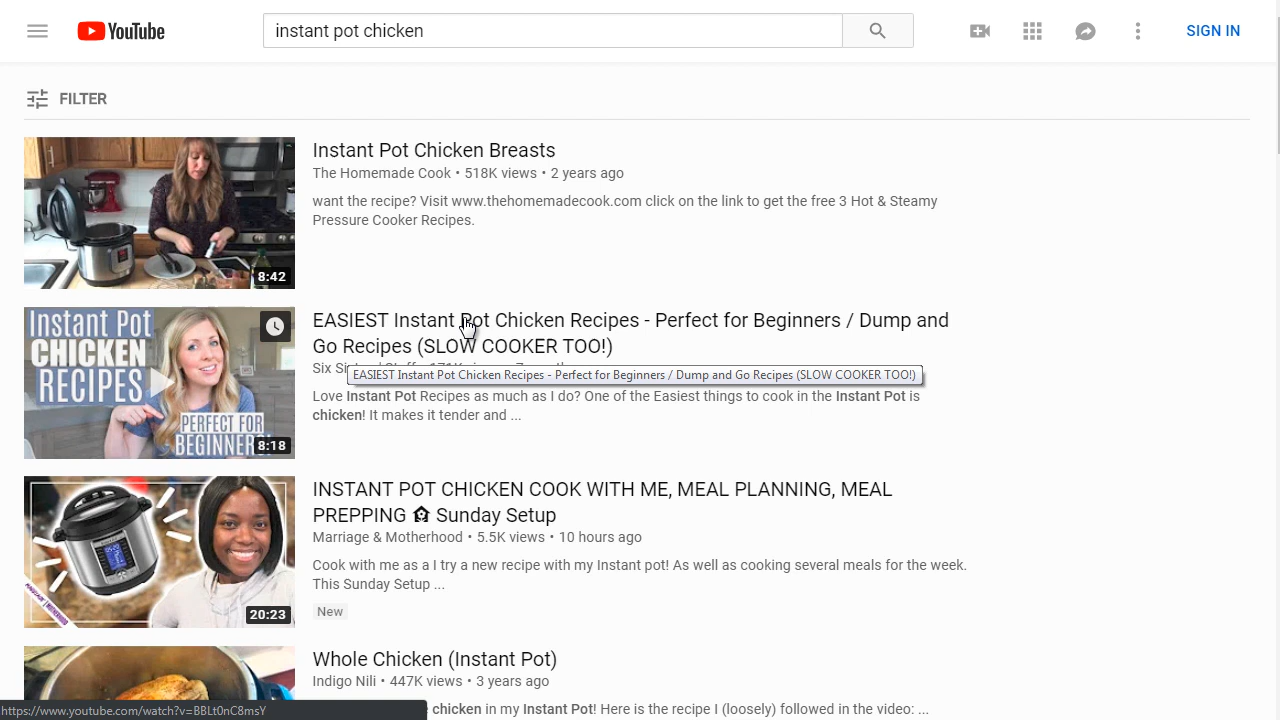 YouTube
instant pot chicken
SIGN IN
FILTER
Instant Pot Chicken Breasts
The Homemade Cook • 518K views • 2 years ago
want the recipe? Visit www.thehomemadecook.com click on the link to get the free 3 Hot & Steamy
Pressure Cooker Recipes.
8:42
Instant Pot
CHICKEN
RECIPES
PERFECT FOR
BEGINNERS
8:18
EASIEST Instant Pot Chicken Recipes - Perfect for Beginners / Dump and
Go Recipes (SLOW COOKER TOO!)
Six
EASIEST Instant Pot Chicken Recipes - Perfect for Beginners / Dump and Go Recipes (SLOW COOKER TOO!)
Love Instant Pot Recipes as much as I do? One of the Easiest things to cook in the Instant Pot is
chicken! It makes it tender and ...
20:23
INSTANT POT CHICKEN COOK WITH ME, MEAL PLANNING, MEAL
PREPPING Sunday Setup
Marriage & Motherhood • 5.5K views • 10 hours ago
Cook with me as a I try a new recipe with my Instant pot! As well as cooking several meals for the week.
This Sunday Setup ...
New
Whole Chicken (Instant Pot)
Indigo Nili • 447K views • 3 years ago
chicken in my Instant Pot! Here is the recipe I (loosely) followed in the video: ...
https://www.youtube.com/watch?v=BBLt0nC8msY